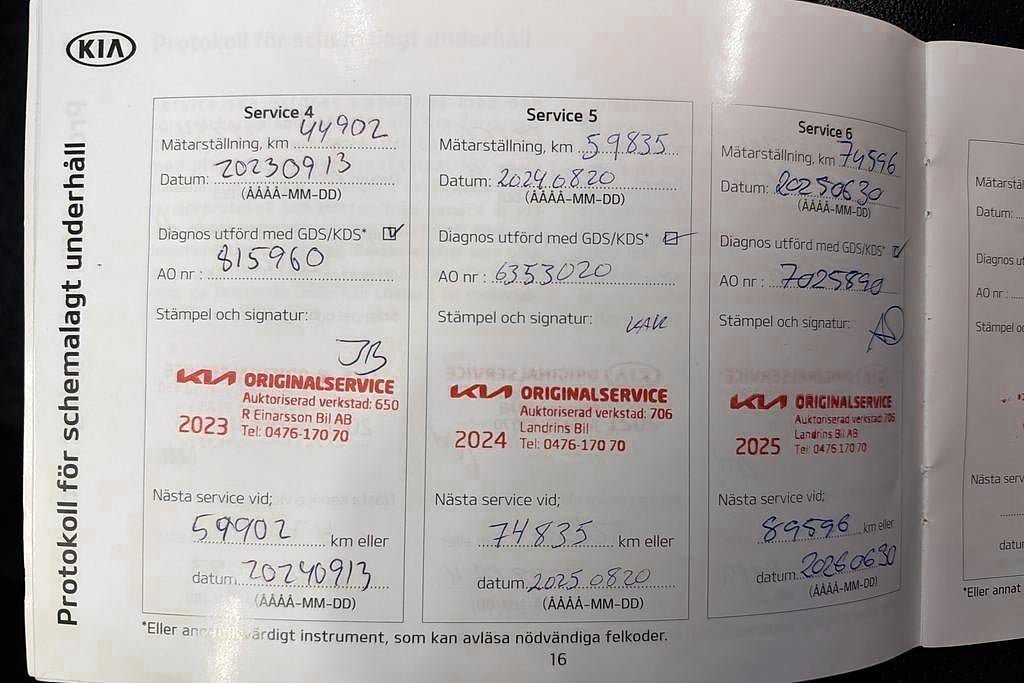 KIA
Protokoll för schemalagt underhåll
Service 4
Mätarställning, km 44902
Datum: 20230913
(ÅÅÅÅ-MM-DD)
Diagnos utförd med GDS/KDS*
AO nr : 815960
Stämpel och signatur:
JB
KIA ORIGINALSERVICE
Auktoriserad verkstad: 650
R Einarsson Bil AB
2023 Tel: 0476-170 70
Nästa service vid;
59902 km eller
datum 20240913
(ÅÅÅÅ-MM-DD)
Service 5
Mätarställning, km 59835
Datum: 20240820
(ÅÅÅÅ-MM-DD)
Diagnos utförd med GDS/KDS*
AO nr : 6353020
Stämpel och signatur:
KIA ORIGINALSERVICE
Auktoriserad verkstad: 706
Landrins Bil
2024 Tel: 0476-170 70
Nästa service vid;
74835 km eller
datum 20250820
(ÅÅÅÅ-MM-DD)
Service 6
Mätarställning, km 74596
Datum: 20250630
(ÅÅÅÅ-MM-DD)
Diagnos utförd med GDS/KDS*
AO nr : 7025890
Stämpel och signatur:
KIA ORIGINALSERVICE
Auktoriserad verkstad: 706
Landrins Bil AB
2025 Tel: 0476 170 70
Nästa service vid;
89596 km eller
datum 20260630
(ÅÅÅÅ-MM-DD)
*Eller annat likvärdigt instrument, som kan avläsa nödvändiga felkoder.
16
Datum:
AO nr :
*Eller annat